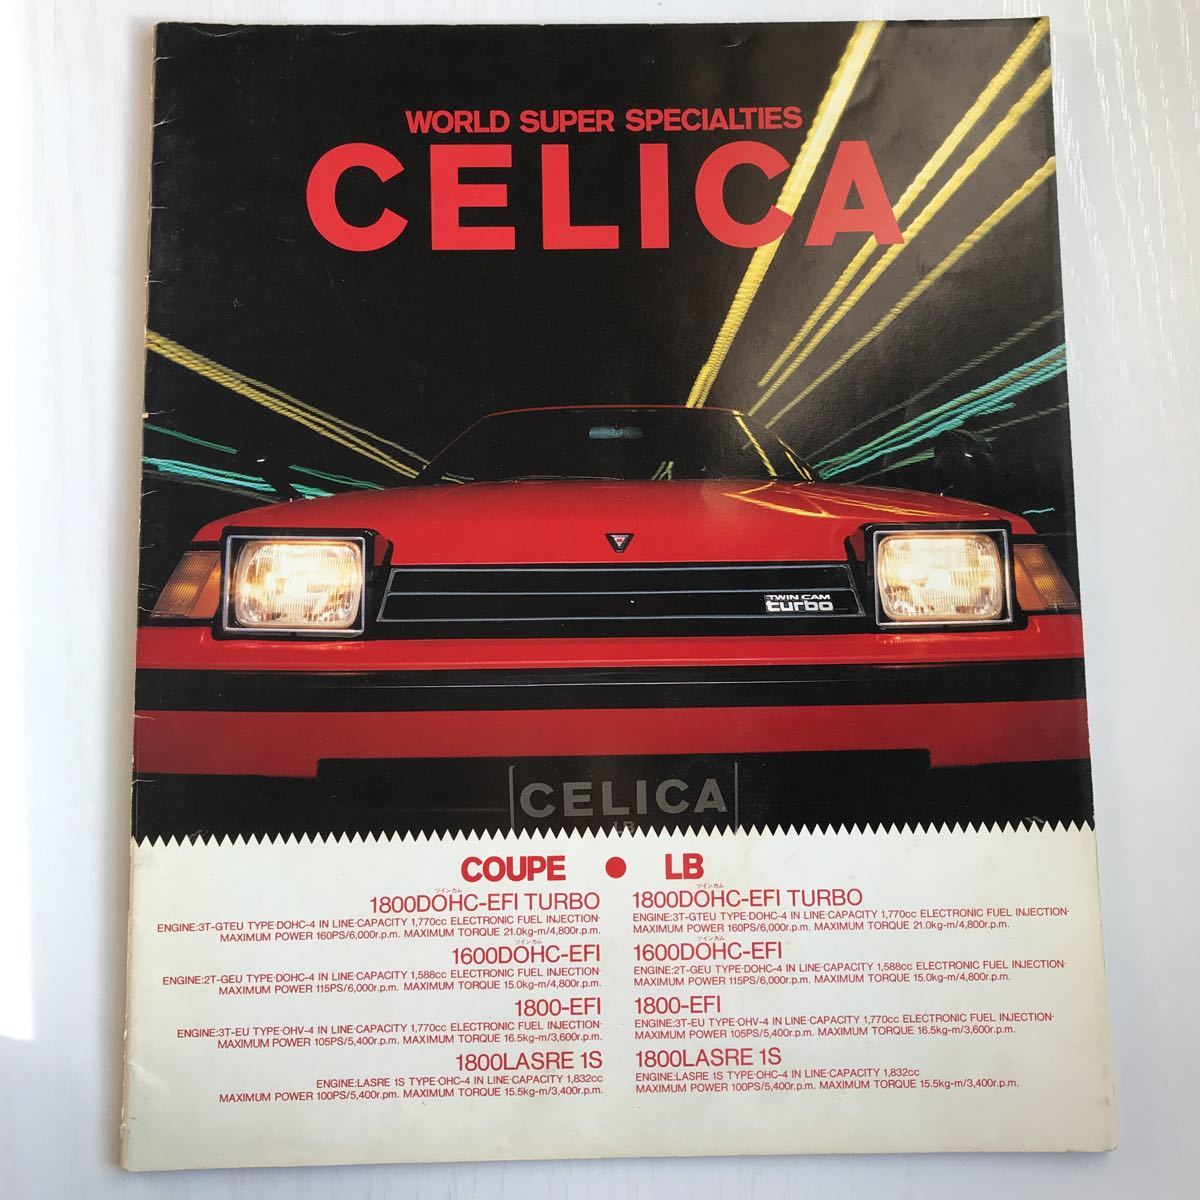 WORLD SUPER SPECIALTIES
CELICA
TWIN CAM
turbo
CELICA
LB
COUPE ● LB
ツインカム
1800DOHC-EFI TURBO
ENGINE:3T-GTEU TYPE·DOHC-4 IN LINE·CAPACITY 1,770cc ELECTRONIC FUEL INJECTION·
MAXIMUM POWER 160PS/6,000r.p.m. MAXIMUM TORQUE 21.0kg-m/4,800r.p.m.
ツインカム
1600DOHC-EFI
ENGINE:2T-GEU TYPE·DOHC-4 IN LINE·CAPACITY 1,588cc ELECTRONIC FUEL INJECTION·
MAXIMUM POWER 115PS/6,000r.p.m. MAXIMUM TORQUE 15.0kg-m/4,800r.p.m.
1800-EFI
ENGINE:3T-EU TYPE·OHV-4 IN LINE·CAPACITY 1,770cc ELECTRONIC FUEL INJECTION·
MAXIMUM POWER 105PS/5,400r.p.m. MAXIMUM TORQUE 16.5kg-m/3,600r.p.m.
1800LASRE 1S
ENGINE:LASRE 1S TYPE·OHC-4 IN LINE·CAPACITY 1,832cc
MAXIMUM POWER 100PS/5,400r.p.m. MAXIMUM TORQUE 15.5kg-m/3,400r.p.m.
ツインカム
1800DOHC-EFI TURBO
ENGINE:3T-GTEU TYPE·DOHC-4 IN LINE·CAPACITY 1,770cc ELECTRONIC FUEL INJECTION·
MAXIMUM POWER 160PS/6,000r.p.m. MAXIMUM TORQUE 21.0kg-m/4,800r.p.m.
ツインカム
1600DOHC-EFI
ENGINE:2T-GEU TYPE·DOHC-4 IN LINE·CAPACITY 1,588cc ELECTRONIC FUEL INJECTION·
MAXIMUM POWER 115PS/6,000r.p.m. MAXIMUM TORQUE 15.0kg-m/4,800r.p.m.
1800-EFI
ENGINE:3T-EU TYPE·OHV-4 IN LINE·CAPACITY 1,770cc ELECTRONIC FUEL INJECTION·
MAXIMUM POWER 105PS/5,400r.p.m. MAXIMUM TORQUE 16.5kg-m/3,600r.p.m.
1800LASRE 1S
ENGINE:LASRE 1S TYPE·OHC-4 IN LINE·CAPACITY 1,832cc
MAXIMUM POWER 100PS/5,400r.p.m. MAXIMUM TORQUE 15.5kg-m/3,400r.p.m.